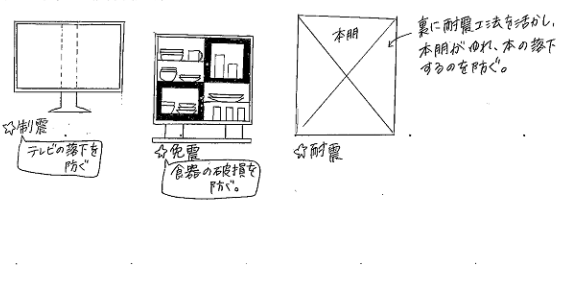 ☆制震
テレビの落下を
防ぐ
☆免震
食器の破損を
防ぐ。
本朋
☆耐震
裏に耐震工法を活かし、
本朋がゆれ、本の落下
するのを防ぐ。